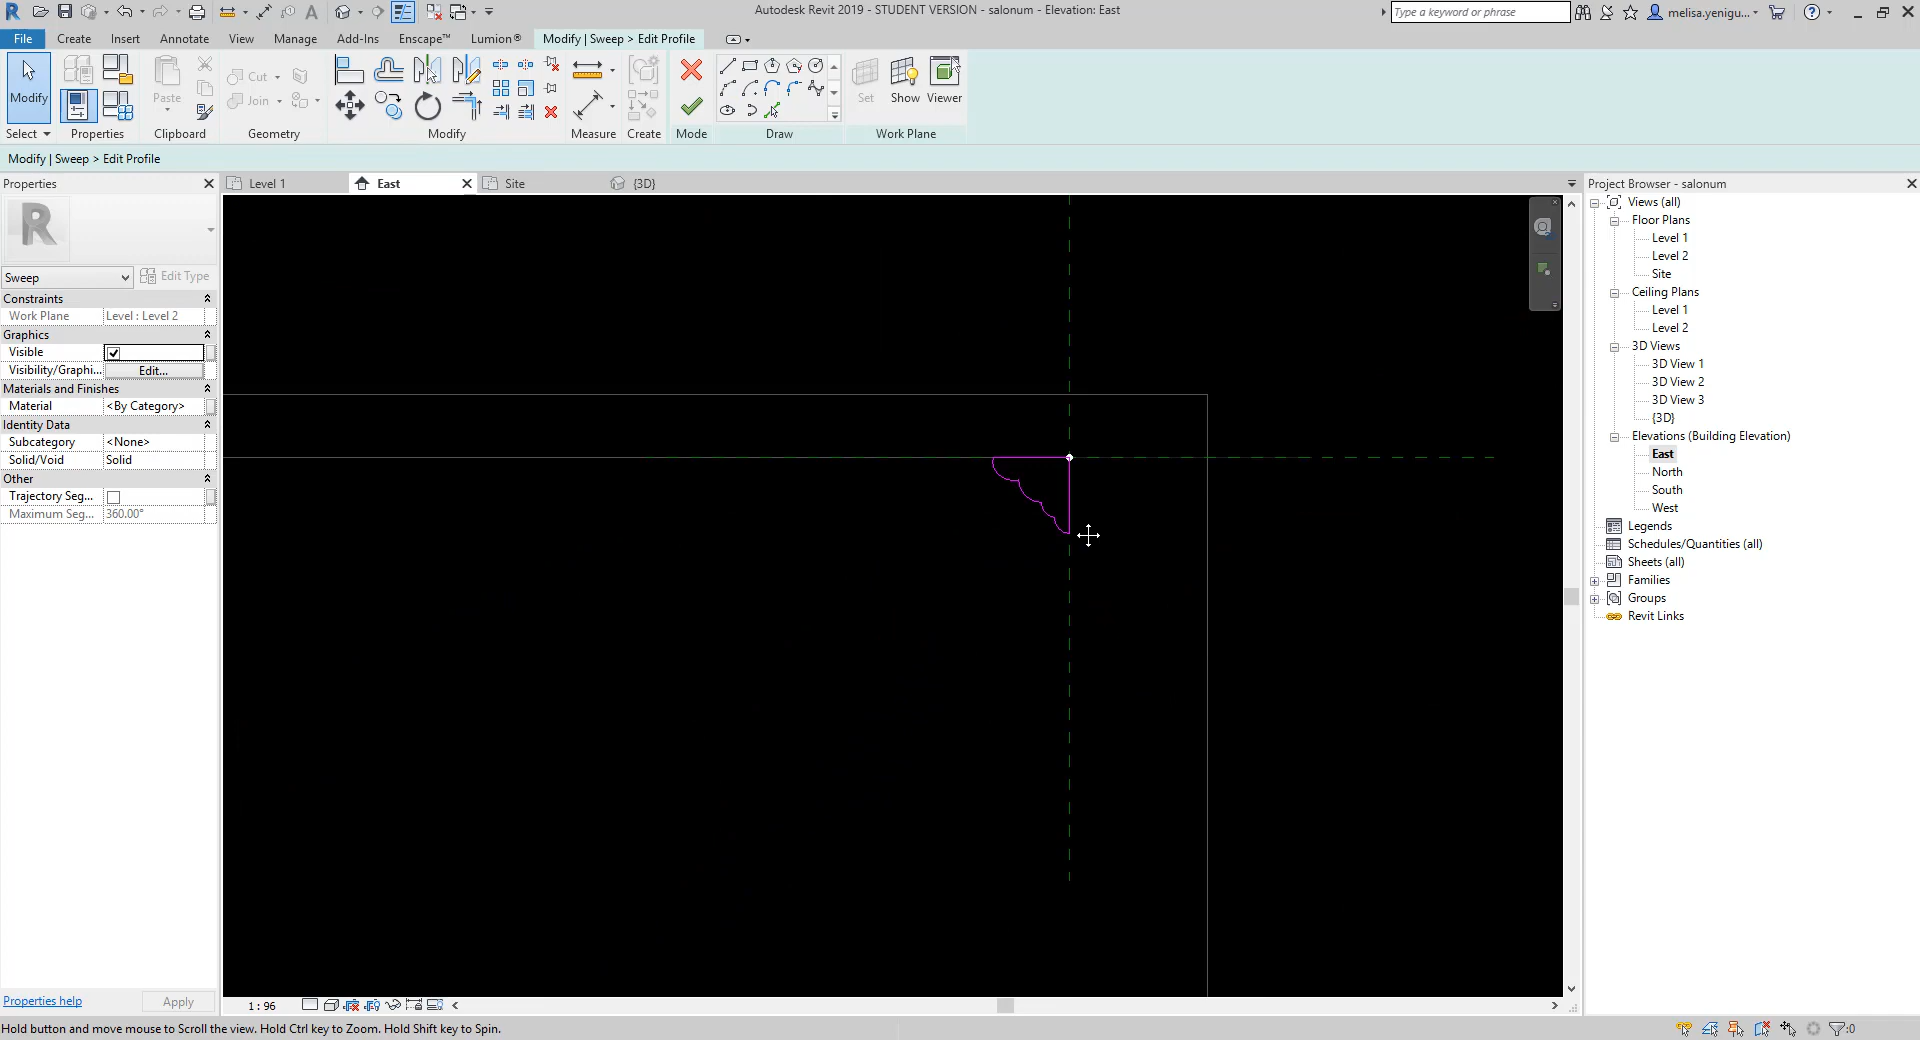 Autodesk Revit 2019 - STUDENT VERSION - salonum - Elevation: East
Type a keyword or phrase
melisa.yenigu...
File
Create
Insert
Annotate
View
Manage
Add-Ins
Enscape™
Lumion®
Modify | Sweep > Edit Profile
Modify
Paste
Cut
Join
Set
Show
Viewer
Select
Properties
Clipboard
Geometry
Modify
Measure
Create
Mode
Draw
Work Plane
Modify | Sweep > Edit Profile
Properties
Level 1
East
Site
{3D}
Project Browser - salonum
R
Sweep
Edit Type
Constraints
Work Plane Level : Level 2
Graphics
Visible
Visibility/Graphi... Edit...
Materials and Finishes
Material <By Category>
Identity Data
Subcategory <None>
Solid/Void Solid
Other
Trajectory Seg...
Maximum Seg... 360.00°
Views (all)
Floor Plans
Level 1
Level 2
Site
Ceiling Plans
Level 1
Level 2
3D Views
3D View 1
3D View 2
3D View 3
{3D}
Elevations (Building Elevation)
East
North
South
West
Legends
Schedules/Quantities (all)
Sheets (all)
Families
Groups
Revit Links
Properties help
Apply
1 : 96
Hold button and move mouse to Scroll the view. Hold Ctrl key to Zoom. Hold Shift key to Spin.
:0